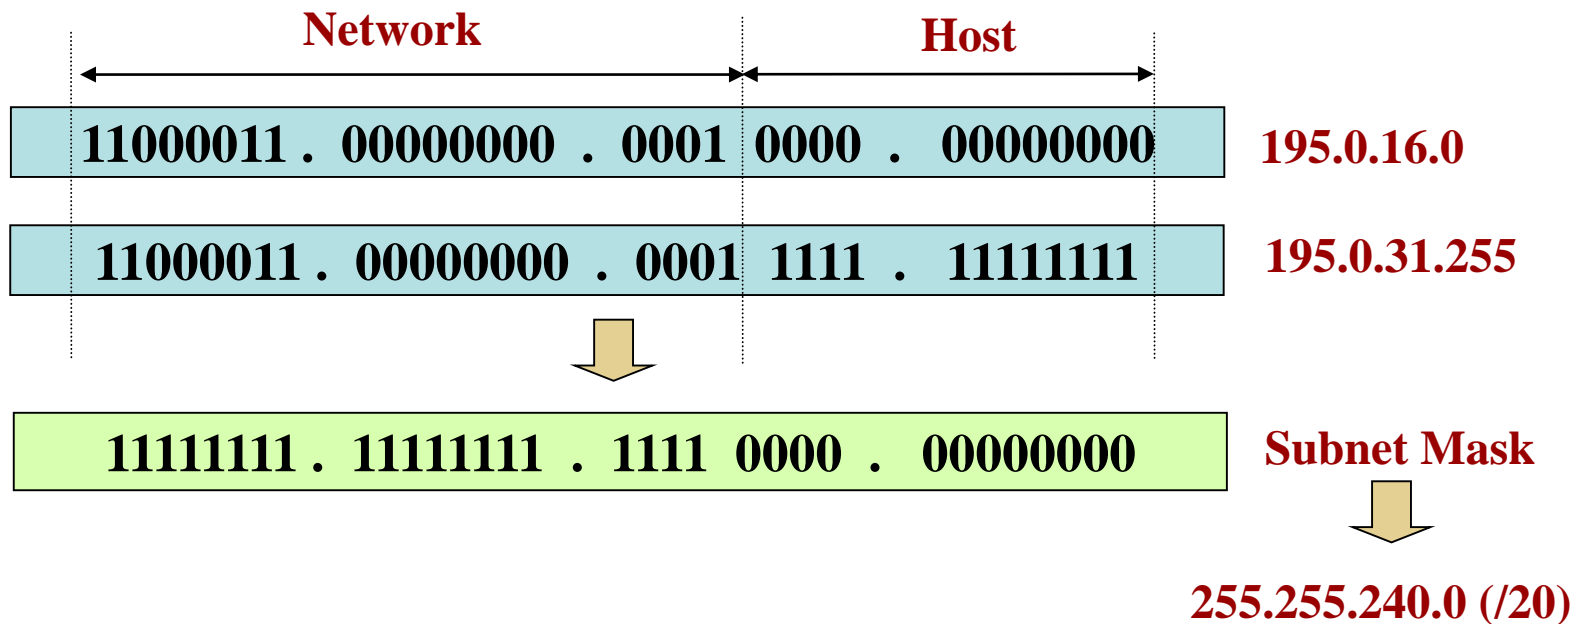 Network Host
11000011 . 00000000 . 0001 0000 . 00000000 195.0.16.0
11000011 . 00000000 . 0001 1111 . 11111111 195.0.31.255
11111111 . 11111111 . 1111 0000 . 00000000 Subnet Mask
255.255.240.0 (/20)